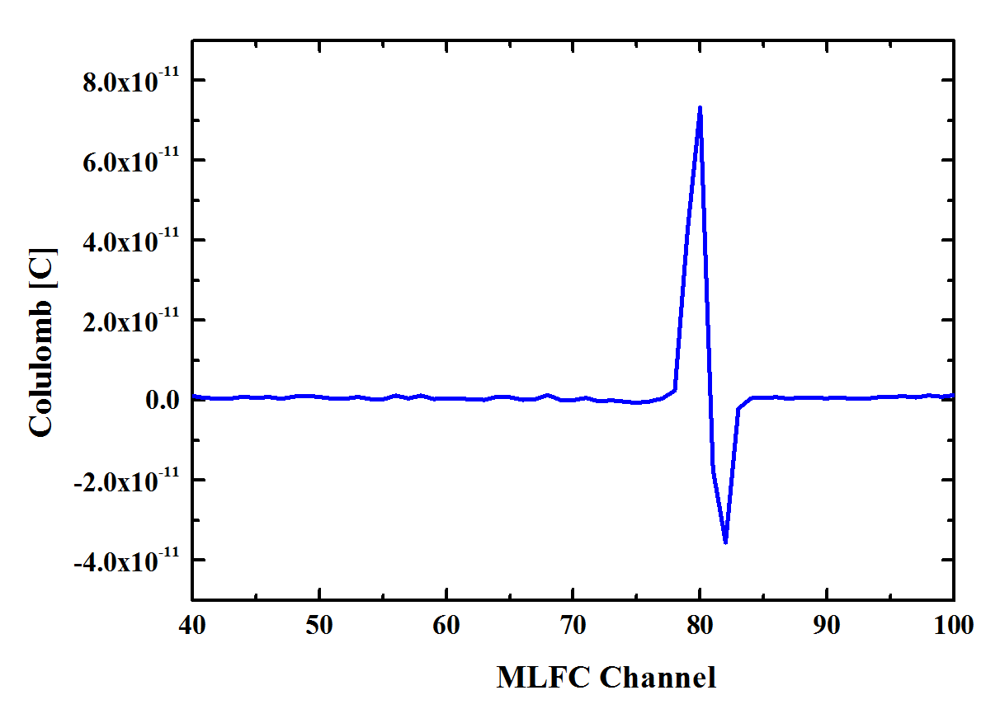 8.0x10⁻¹¹
6.0x10⁻¹¹
4.0x10⁻¹¹
2.0x10⁻¹¹
0.0
-2.0x10⁻¹¹
-4.0x10⁻¹¹
Colulomb [C]
40 50 60 70 80 90 100
MLFC Channel